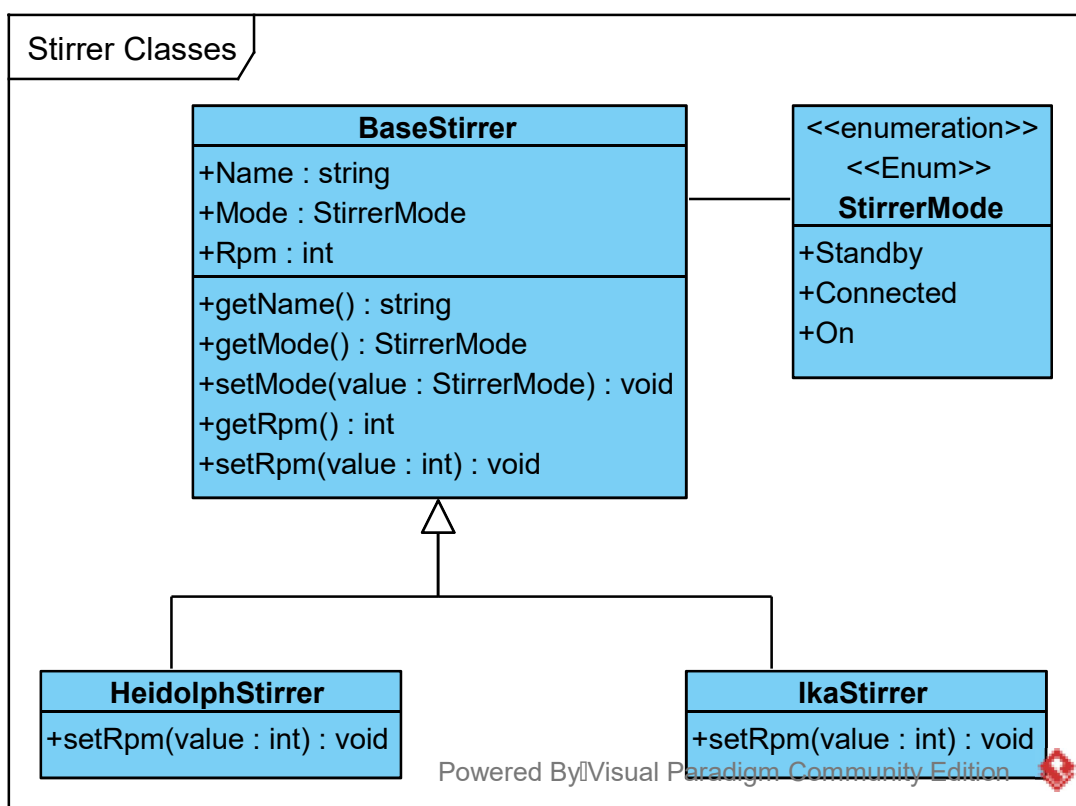 Stirrer Classes
BaseStirrer
+Name : string
+Mode : StirrerMode
+Rpm : int
+getName() : string
+getMode() : StirrerMode
+setMode(value : StirrerMode) : void
+getRpm() : int
+setRpm(value : int) : void
<<enumeration>>
<<Enum>>
StirrerMode
+Standby
+Connected
+On
HeidolphStirrer
+setRpm(value : int) : void
IkaStirrer
+setRpm(value : int) : void
Powered By Visual Paradigm Community Edition